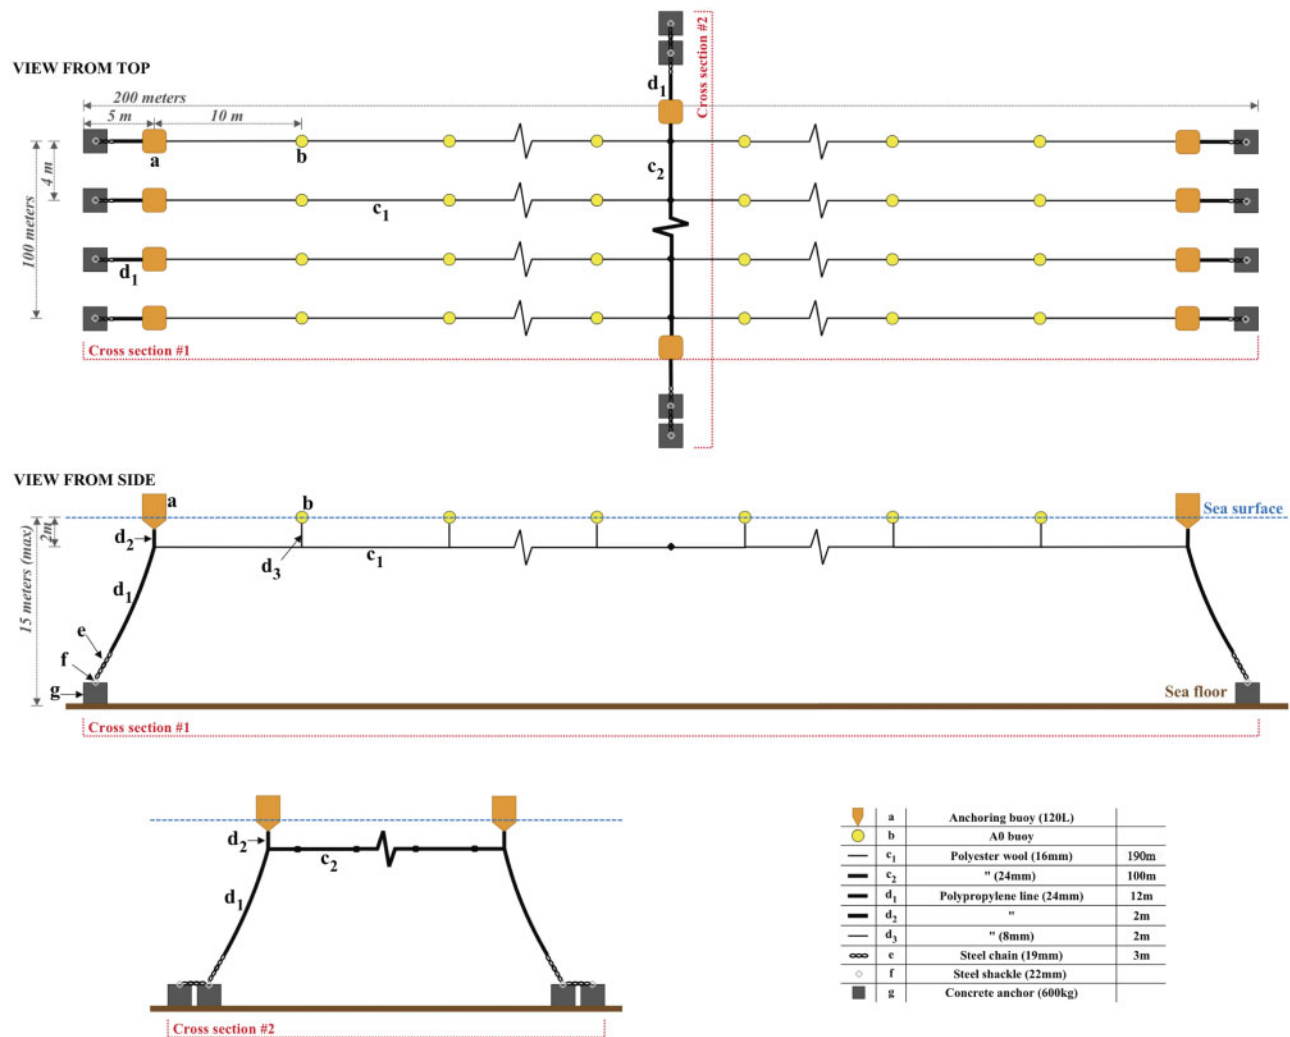 VIEW FROM TOP
200 meters
5 m
10 m
a
b
4 m
100 meters
c1
d1
d1
c2
Cross section #2
Cross section #1
VIEW FROM SIDE
a
b
Sea surface
2m
15 meters (max)
d2
d3
c1
d1
e
f
g
Sea floor
Cross section #1
d2
c2
d1
Cross section #2
a Anchoring buoy (120L)
b A0 buoy
c1 Polyester wool (16mm) 190m
c2 " (24mm) 100m
d1 Polypropylene line (24mm) 12m
d2 " 2m
d3 " (8mm) 2m
e Steel chain (19mm) 3m
f Steel shackle (22mm)
g Concrete anchor (600kg)